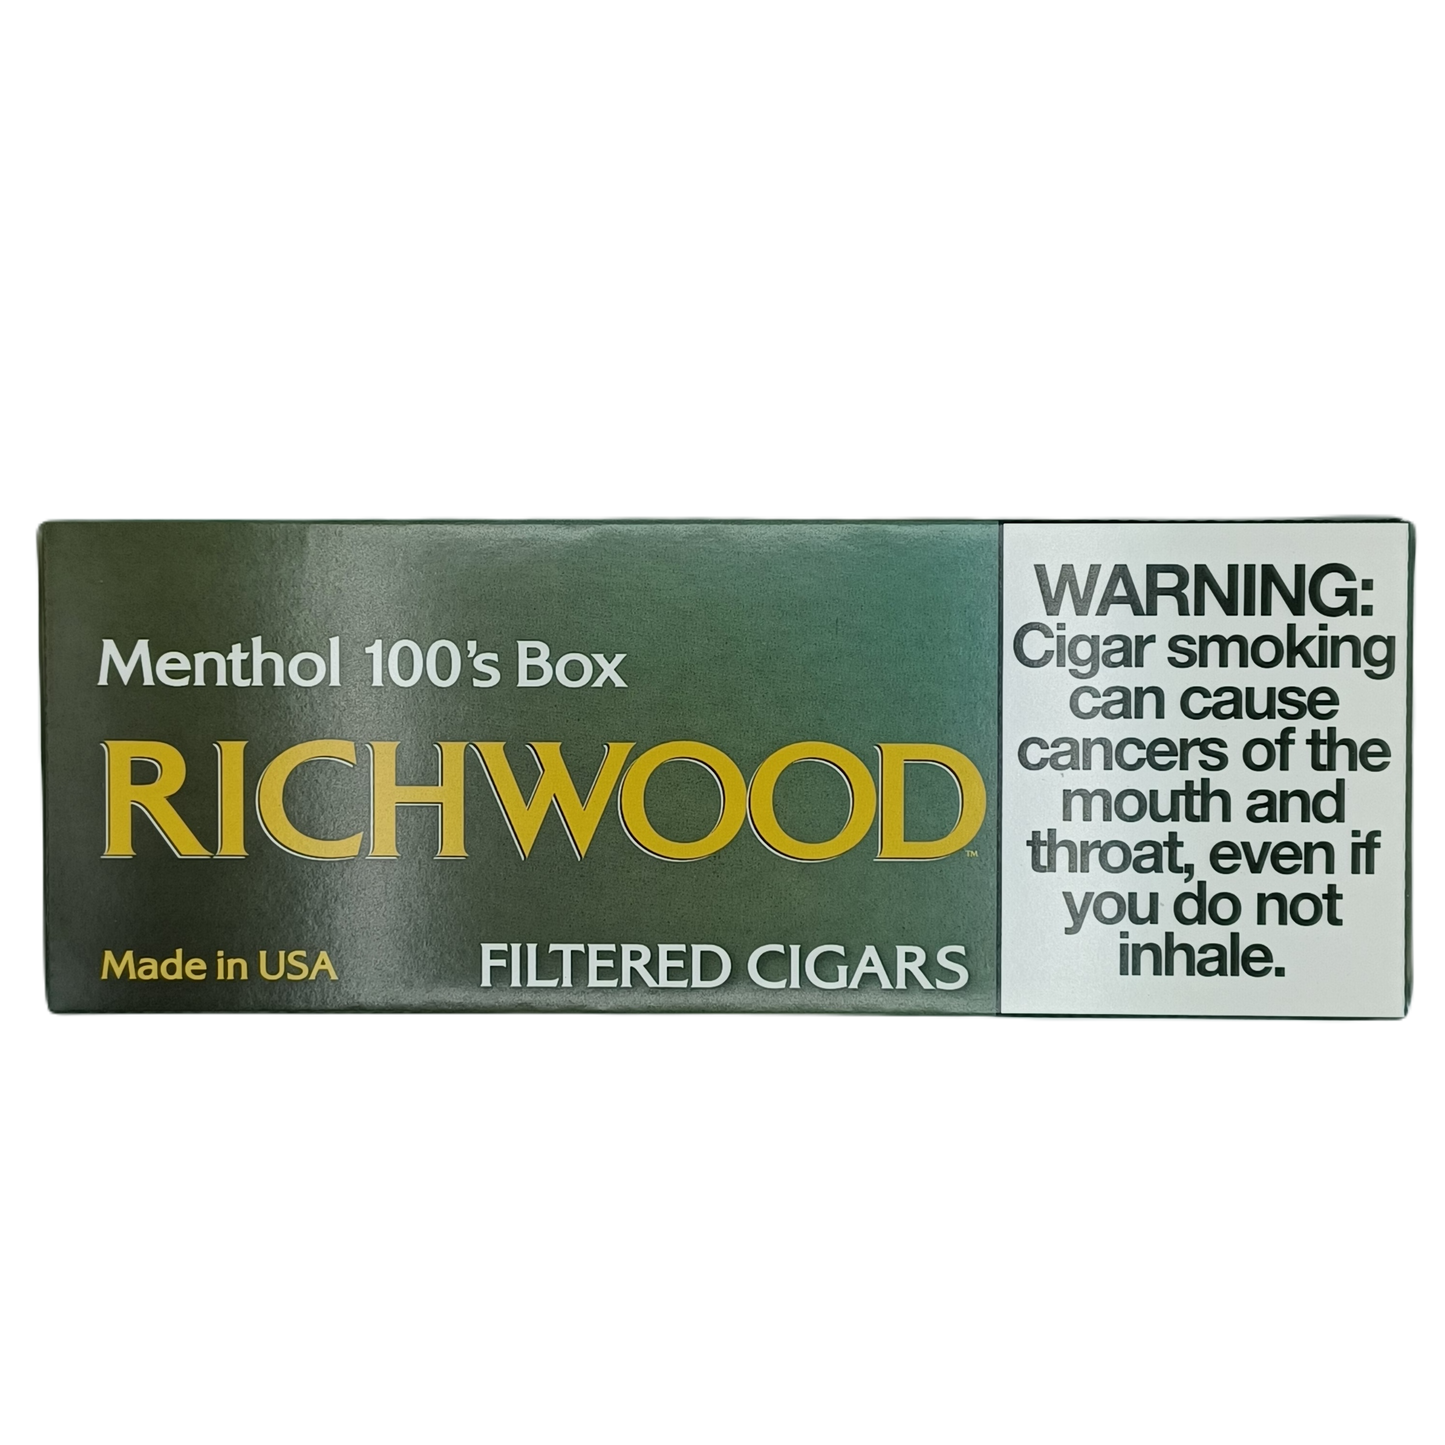 Menthol 100's Box
RICHWOOD™
Made in USA
FILTERED CIGARS
WARNING:
Cigar smoking
can cause
cancers of the
mouth and
throat, even if
you do not
inhale.